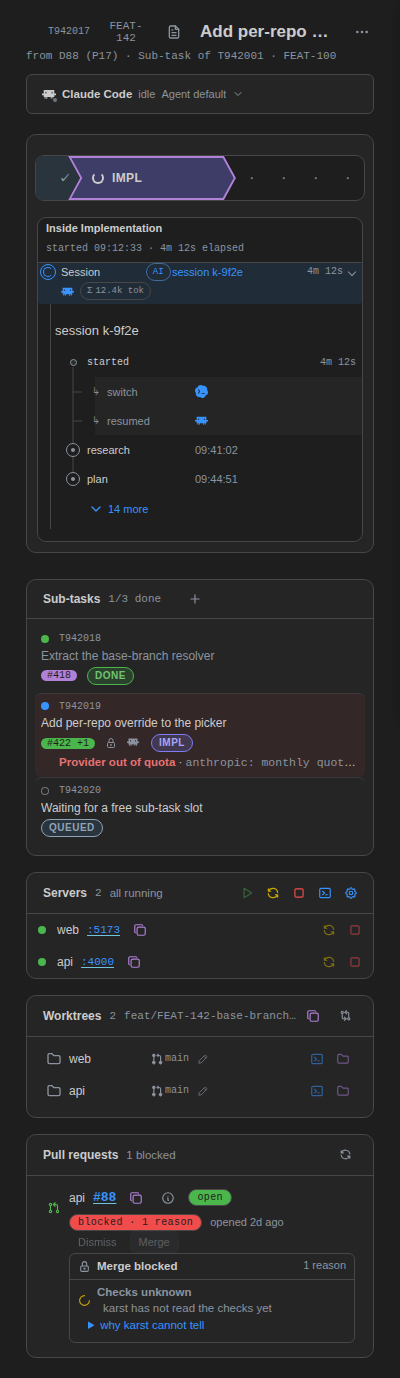 T942017 FEAT-142 Add per-repo …
from D88 (P17) · Sub-task of T942001 · FEAT-100
Claude Code idle Agent default
✓ IMPL
Inside Implementation
started 09:12:33 · 4m 12s elapsed
Session AI session k-9f2e 4m 12s
Σ 12.4k tok
session k-9f2e
started 4m 12s
↳ switch
↳ resumed
research 09:41:02
plan 09:44:51
14 more
Sub-tasks 1/3 done
T942018
Extract the base-branch resolver
#418 DONE
T942019
Add per-repo override to the picker
#422 +1 IMPL
Provider out of quota · anthropic: monthly quot…
T942020
Waiting for a free sub-task slot
QUEUED
Servers 2 all running
web :5173
api :4000
Worktrees 2 feat/FEAT-142-base-branch…
web main
api main
Pull requests 1 blocked
api #88 open
blocked · 1 reason opened 2d ago
Dismiss Merge
Merge blocked 1 reason
Checks unknown
karst has not read the checks yet
why karst cannot tell